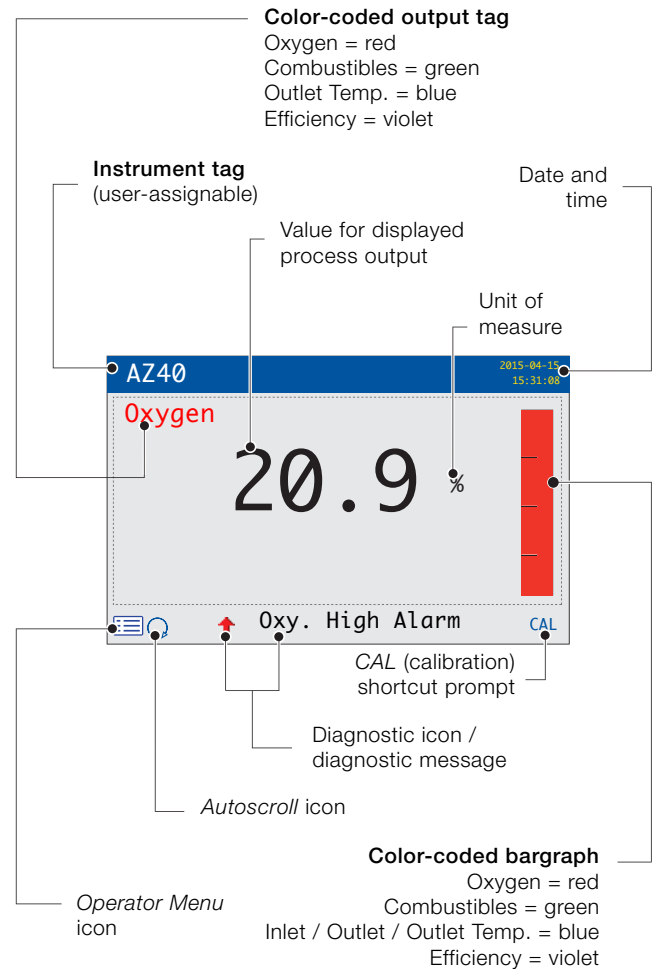 Color-coded output tag
Oxygen = red
Combustibles = green
Outlet Temp. = blue
Efficiency = violet
Instrument tag
(user-assignable)
Date and
time
Value for displayed
process output
Unit of
measure
AZ40
2015-04-15
15:31:08
Oxygen
20.9 %
Oxy. High Alarm
CAL
CAL (calibration)
shortcut prompt
Diagnostic icon /
diagnostic message
Autoscroll icon
Operator Menu
icon
Color-coded bargraph
Oxygen = red
Combustibles = green
Inlet / Outlet / Outlet Temp. = blue
Efficiency = violet